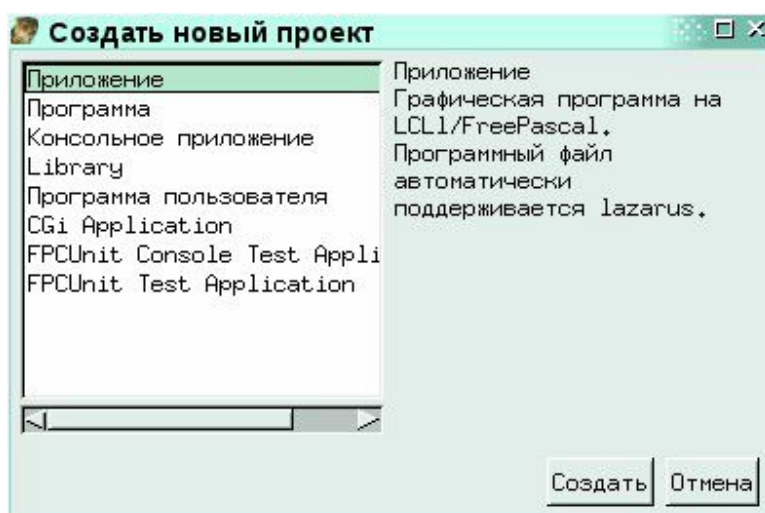 Создать новый проект
Приложение
Программа
Консольное приложение
Library
Программа пользователя
CGi Application
FPCUnit Console Test Appli
FPCUnit Test Application
Приложение
Графическая программа на
LCLl/FreePascal.
Программный файл
автоматически
поддерживается lazarus.
Создать
Отмена